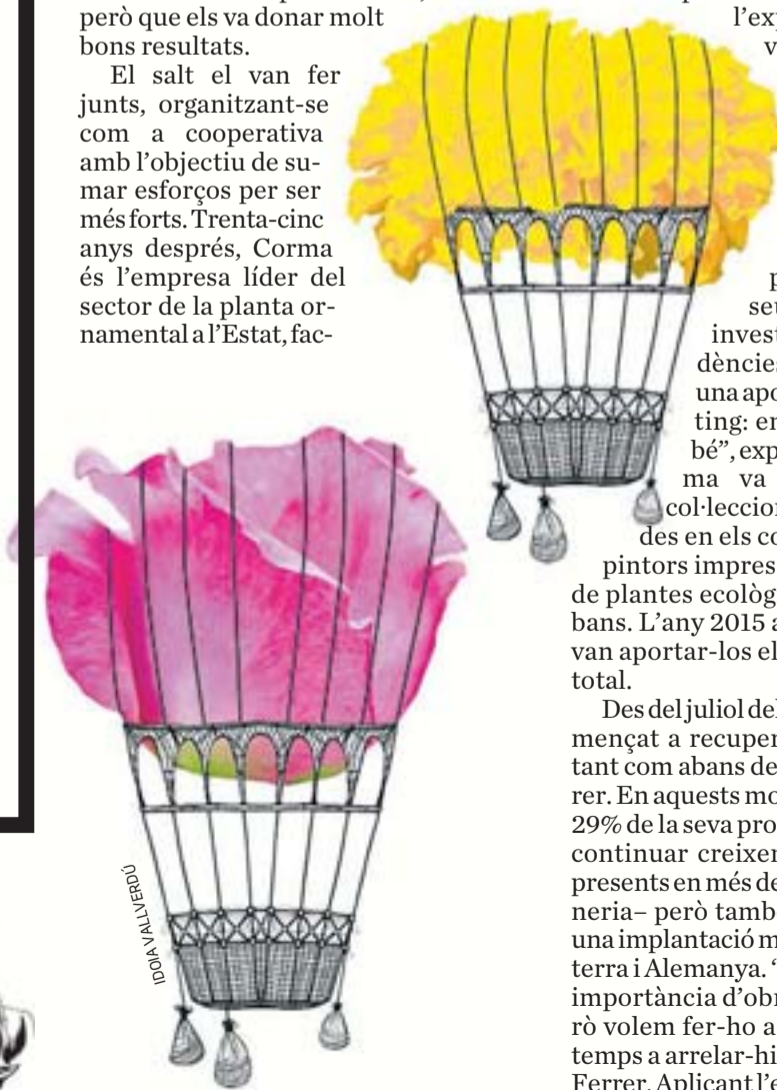 però que els va donar molt
bons resultats.
El salt el van fer
junts, organitzant-se
com a cooperativa
amb l’objectiu de su-
mar esforços per ser
més forts. Trenta-cinc
anys després, Corma
és l’empresa líder del
sector de la planta or-
namental a l’Estat, fac-
IDOIA VALLVERDÚ
l’exp
v
p
seu
invest
dències
una apo
ting: en
bé”, exp
ma va
col·leccion
des en els co
pintors impres
de plantes ecològ
bans. L’any 2015 a
van aportar-los el
total.
Des del juliol del
mençat a recuper
tant com abans de
rer. En aquests mo
29% de la seva pro
continuar creixen
presents en més de
neria– però tamb
una implantació m
terra i Alemanya. “
importància d’obr
rò volem fer-ho a
temps a arrelar-hi
Ferrer. Aplicant l’e